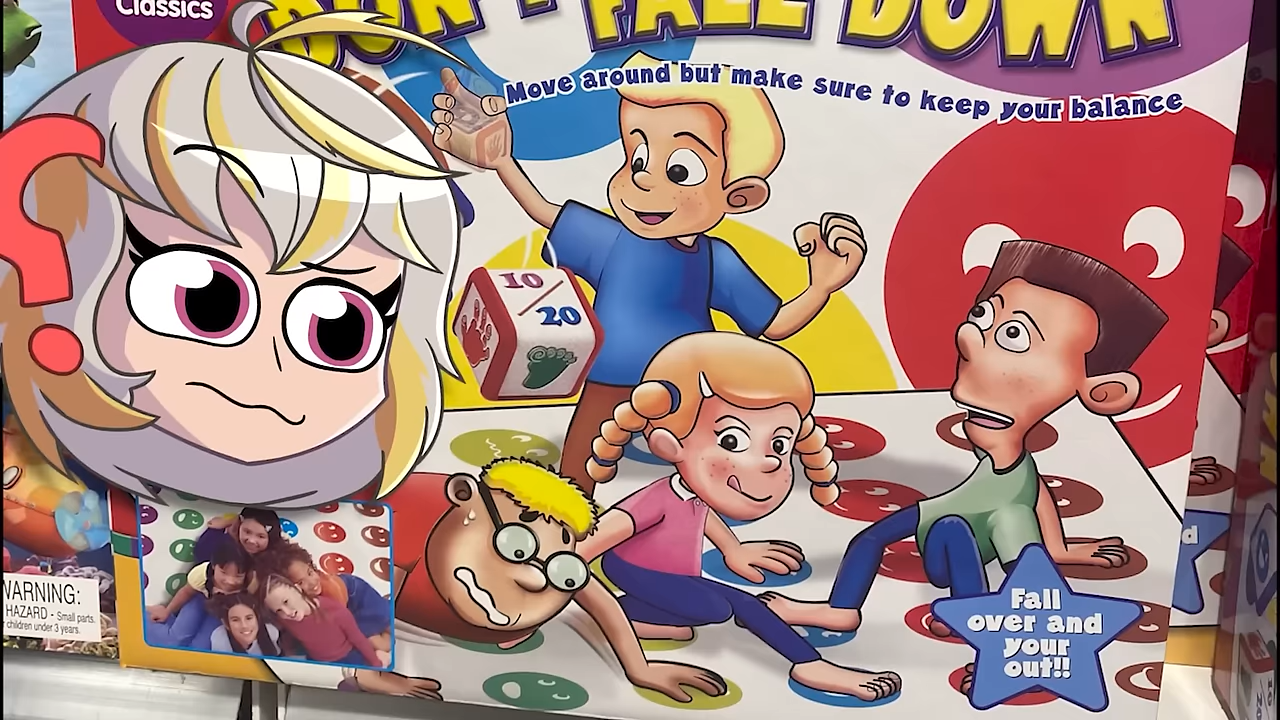 Classics
DON'T FALL DOWN
Move around but make sure to keep your balance
10
20
WARNING:
HAZARD - Small parts.
children under 3 years.
Fall
over and
your
out!!